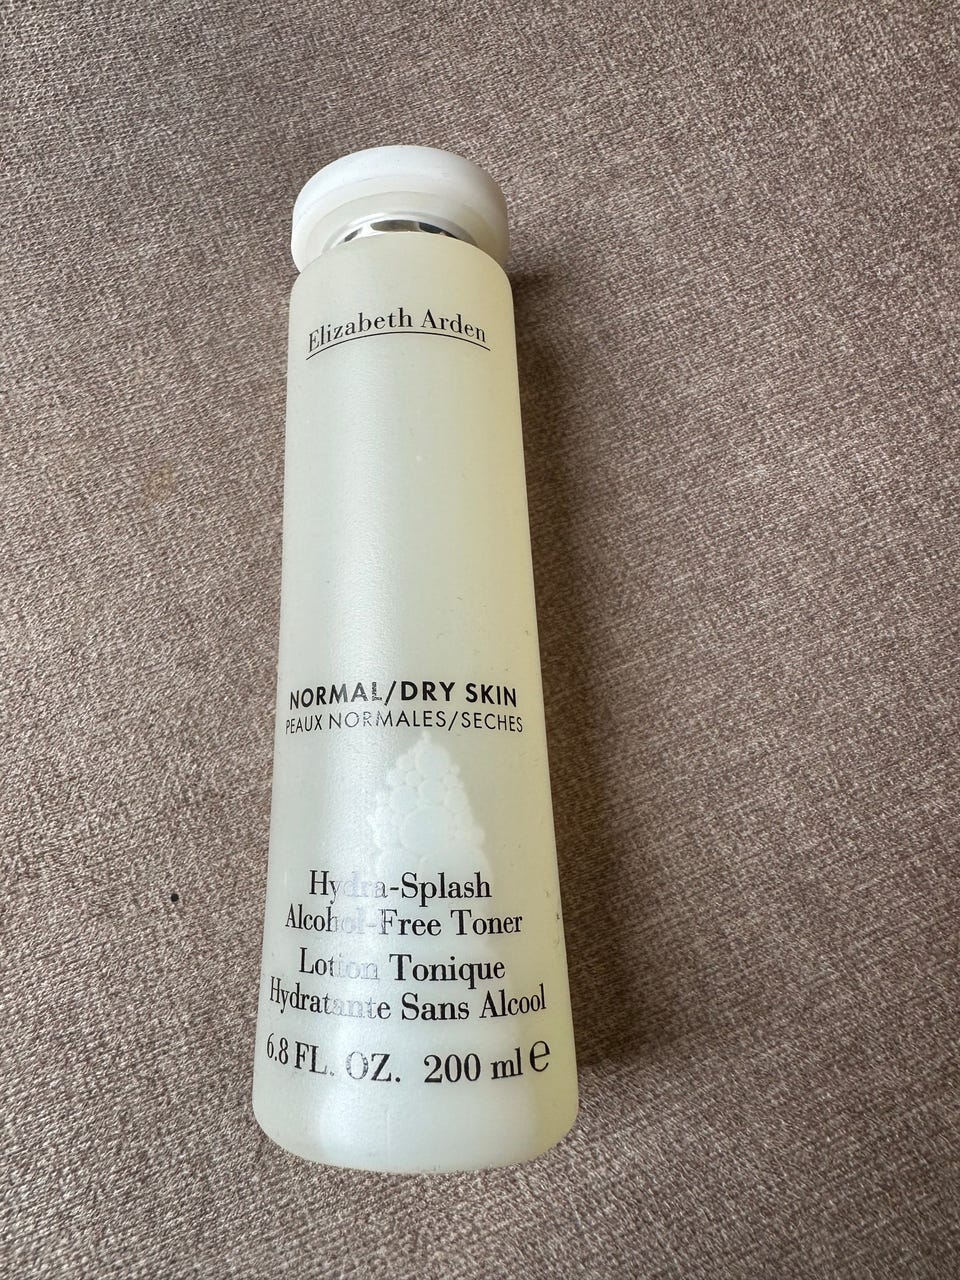 Elizabeth Arden
NORMAL/DRY SKIN
PEAUX NORMALES/SECHES
Hydra-Splash
Alcohol-Free Toner
Lotion Tonique
Hydratante Sans Alcool
6.8 FL. OZ. 200 ml e